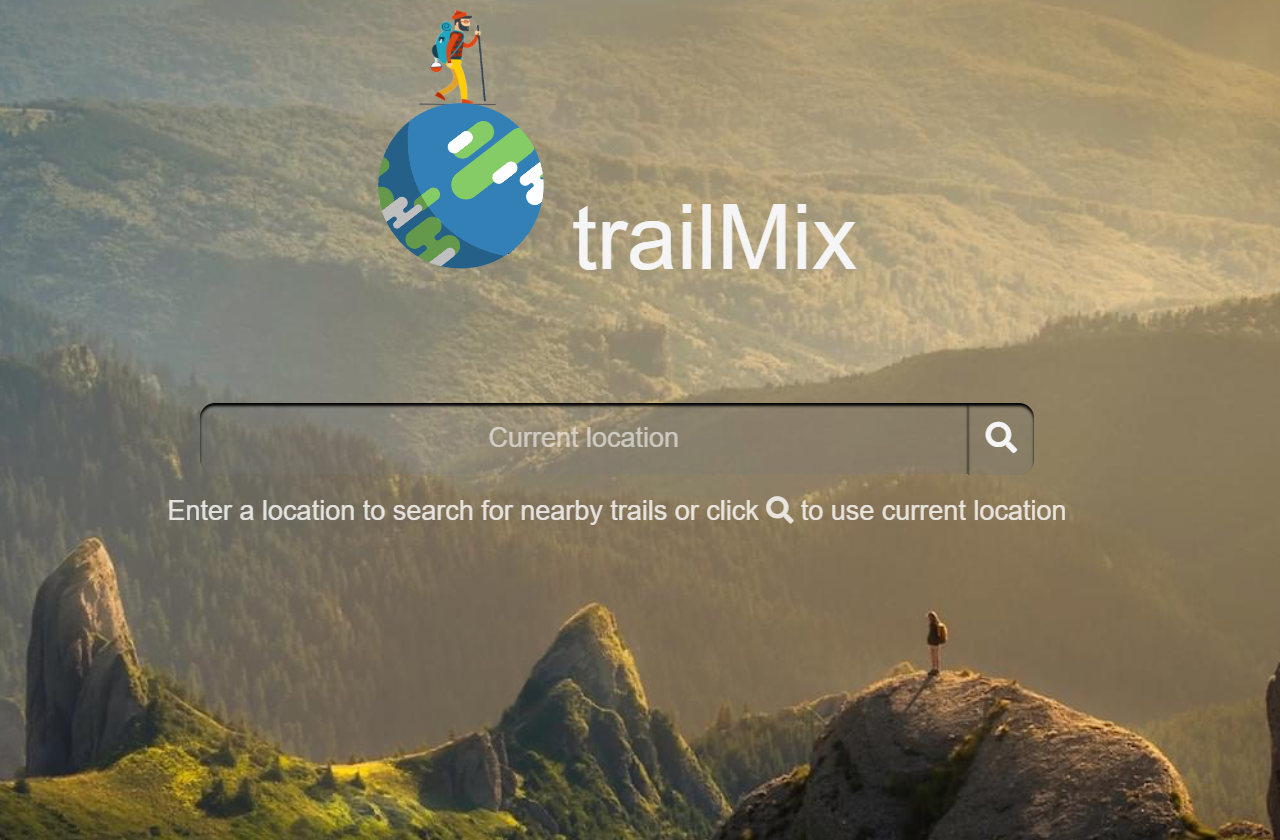 trailMix
Current location
Enter a location to search for nearby trails or click to use current location